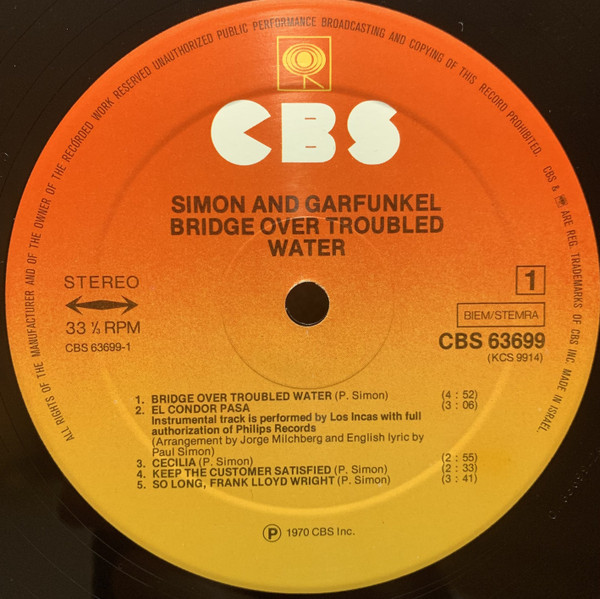 ALL RIGHTS OF THE MANUFACTURER AND OF THE OWNER OF THE RECORDED WORK RESERVED UNAUTHORIZED PUBLIC PERFORMANCE BROADCASTING AND COPYING OF THIS RECORD PROHIBITED. CBS & ARE REG. TRADEMARKS OF CBS INC. MADE IN ISRAEL.
CBS
SIMON AND GARFUNKEL
BRIDGE OVER TROUBLED
WATER
STEREO
33 ⅓ RPM
CBS 63699-1
1
BIEM/STEMRA
CBS 63699
(KCS 9914)
1. BRIDGE OVER TROUBLED WATER (P. Simon) (4 : 52)
2. EL CONDOR PASA (3 : 06)
Instrumental track is performed by Los Incas with full
authorization of Philips Records
(Arrangement by Jorge Milchberg and English lyric by
Paul Simon)
3. CECILIA (P. Simon) (2 : 55)
4. KEEP THE CUSTOMER SATISFIED (P. Simon) (2 : 33)
5. SO LONG, FRANK LLOYD WRIGHT (P. Simon) (3 : 41)
Ⓟ 1970 CBS Inc.